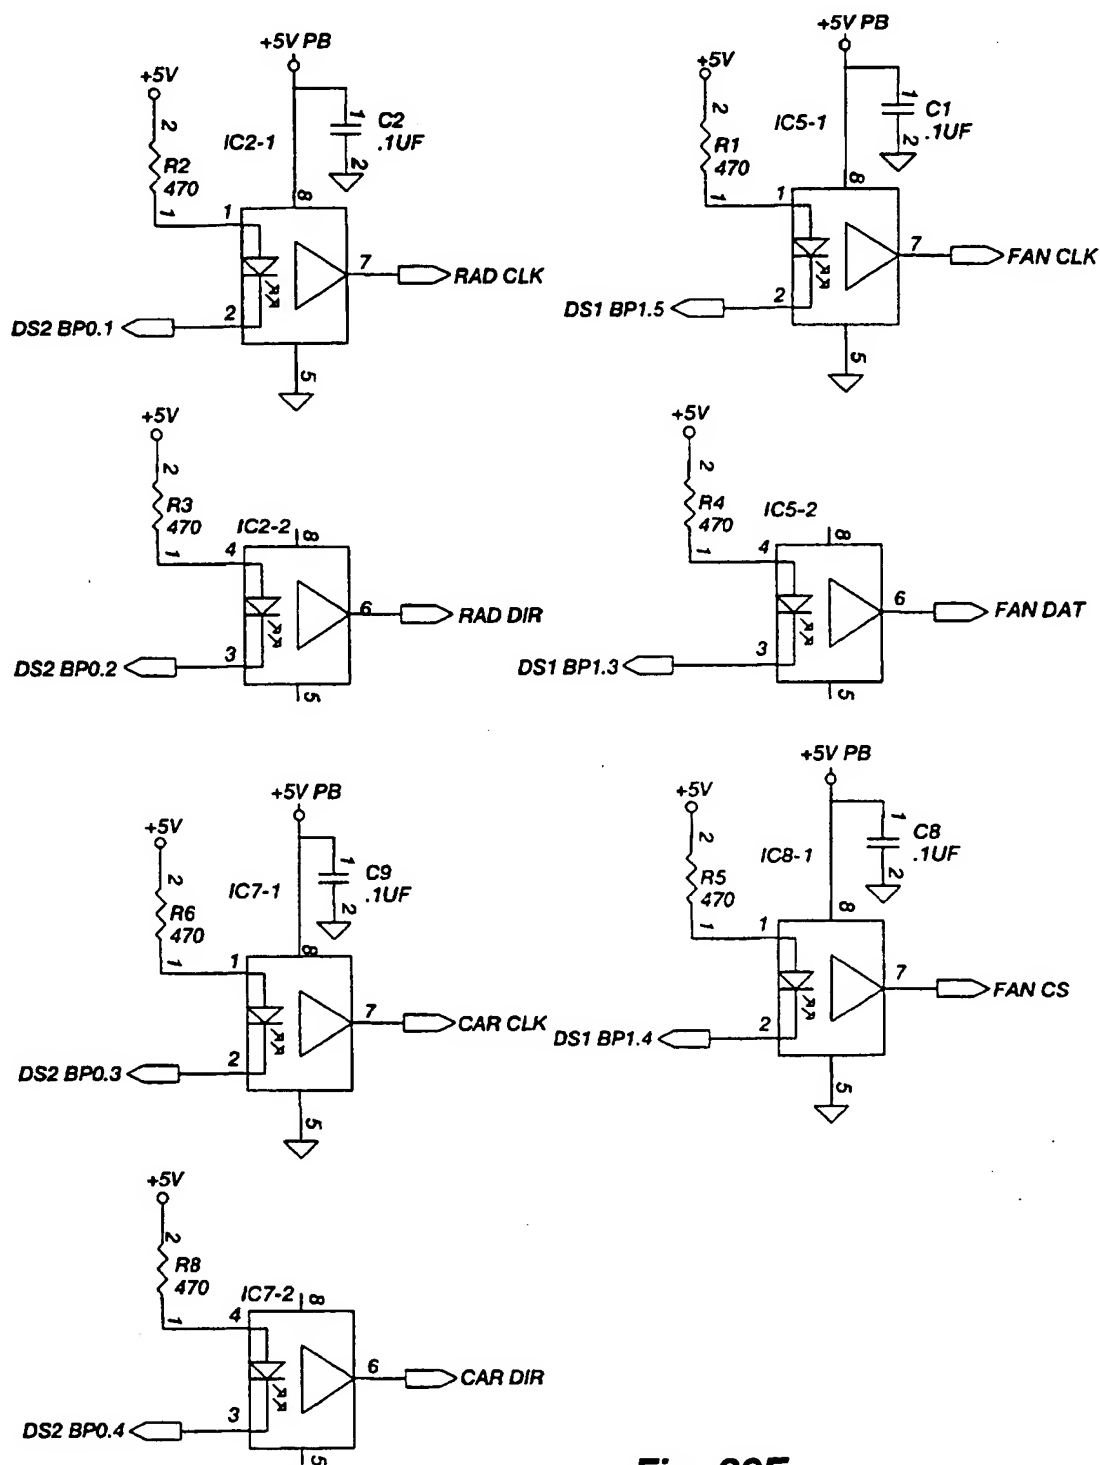 +5V PB
+5V
2
R2
470
1
IC2-1
1
C2
.1UF
2
8
1
7
RAD CLK
2
DS2 BP0.1
5
+5V PB
+5V
2
R1
470
1
IC5-1
1
C1
.1UF
2
8
1
7
FAN CLK
2
DS1 BP1.5
5
+5V
2
R3
470
1
IC2-2
8
4
6
RAD DIR
3
DS2 BP0.2
5
+5V
2
R4
470
1
IC5-2
8
4
6
FAN DAT
3
DS1 BP1.3
5
+5V PB
+5V
2
R6
470
1
IC7-1
1
C9
.1UF
2
8
1
7
CAR CLK
2
DS2 BP0.3
5
+5V PB
+5V
2
R5
470
1
IC8-1
1
C8
.1UF
2
8
1
7
FAN CS
2
DS1 BP1.4
5
+5V
2
R8
470
1
IC7-2
8
4
6
CAR DIR
3
DS2 BP0.4
5